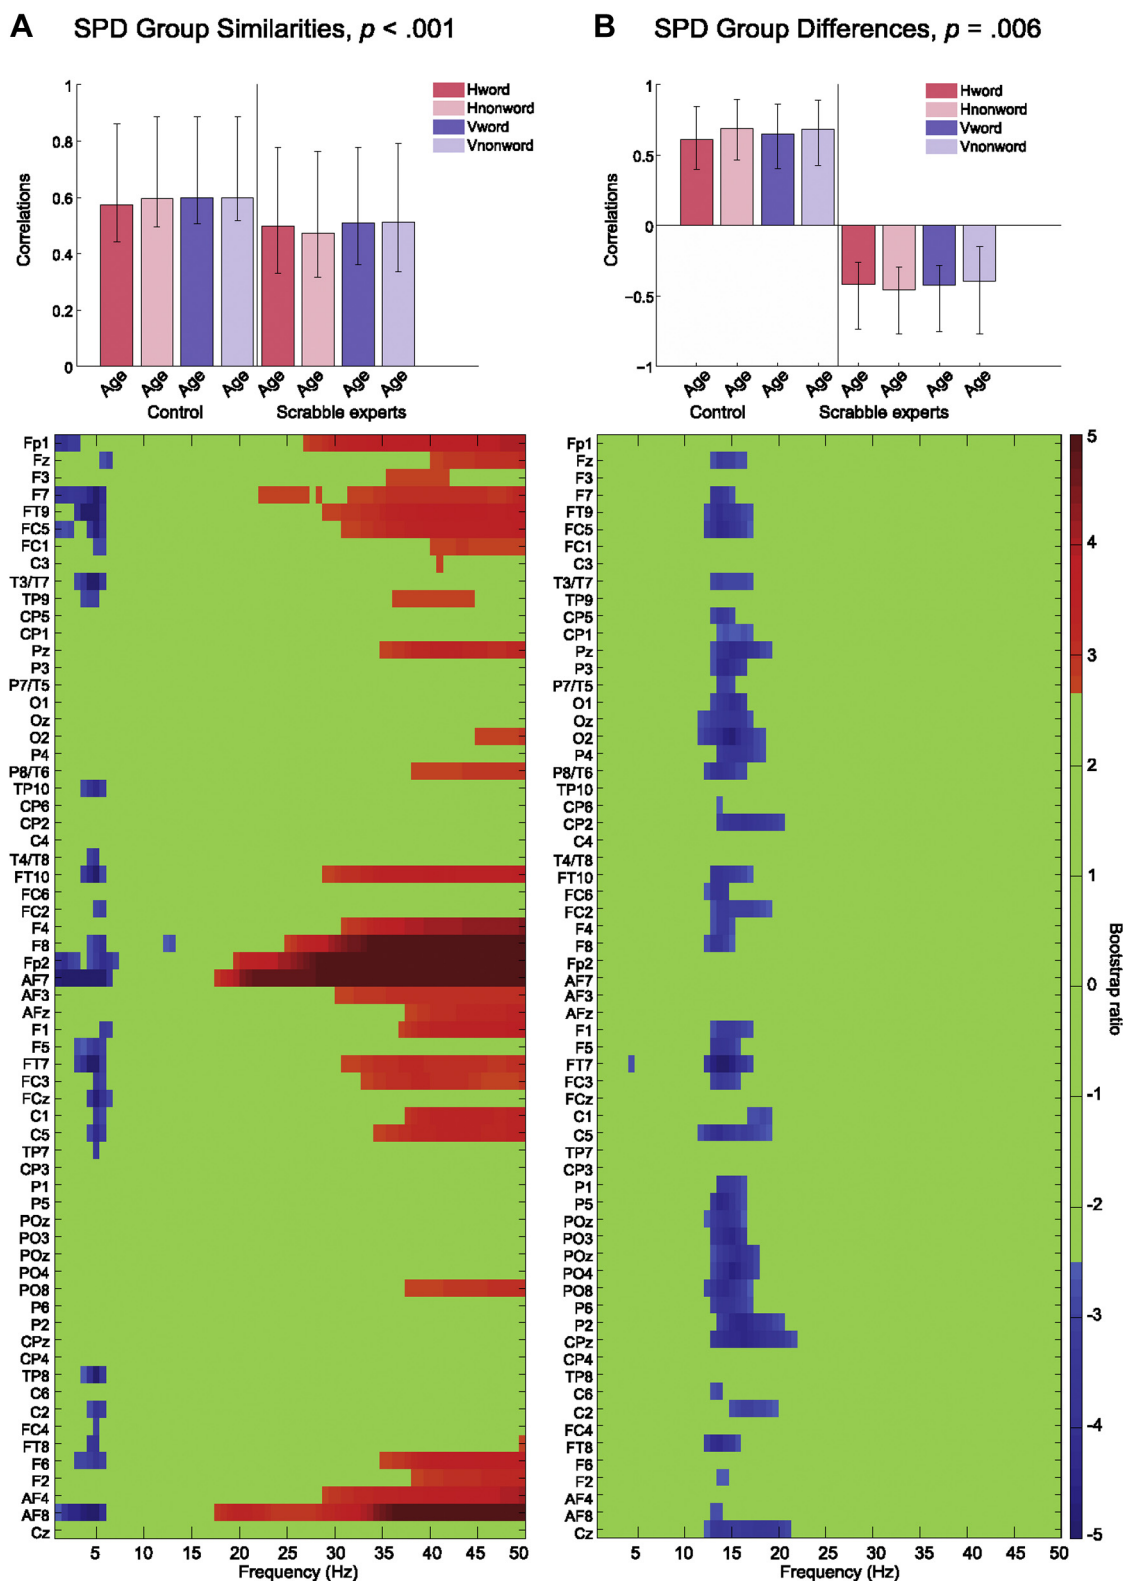 A SPD Group Similarities, p < .001
Hword
Hnonword
Vword
Vnonword
Correlations
1
0.8
0.6
0.4
0.2
0
Age Age Age Age Age Age Age Age
Control Scrabble experts
Fp1
Fz
F3
F7
FT9
FC5
FC1
C3
T3/T7
TP9
CP5
CP1
Pz
P3
P7/T5
O1
Oz
O2
P4
P8/T6
TP10
CP6
CP2
C4
T4/T8
FT10
FC6
FC2
F4
F8
Fp2
AF7
AF3
AFz
F1
F5
FT7
FC3
FCz
C1
C5
TP7
CP3
P1
P5
POz
PO3
POz
PO4
PO8
P6
P2
CPz
CP4
TP8
C6
C2
FC4
FT8
F6
F2
AF4
AF8
Cz
5 10 15 20 25 30 35 40 45 50
Frequency (Hz)
B SPD Group Differences, p = .006
Hword
Hnonword
Vword
Vnonword
Correlations
1
0.5
0
−0.5
−1
Age Age Age Age Age Age Age Age
Control Scrabble experts
Fp1
Fz
F3
F7
FT9
FC5
FC1
C3
T3/T7
TP9
CP5
CP1
Pz
P3
P7/T5
O1
Oz
O2
P4
P8/T6
TP10
CP6
CP2
C4
T4/T8
FT10
FC6
FC2
F4
F8
Fp2
AF7
AF3
AFz
F1
F5
FT7
FC3
FCz
C1
C5
TP7
CP3
P1
P5
POz
PO3
POz
PO4
PO8
P6
P2
CPz
CP4
TP8
C6
C2
FC4
FT8
F6
F2
AF4
AF8
Cz
5 10 15 20 25 30 35 40 45 50
Frequency (Hz)
5
4
3
2
1
0
-1
-2
-3
-4
-5
Bootstrap ratio